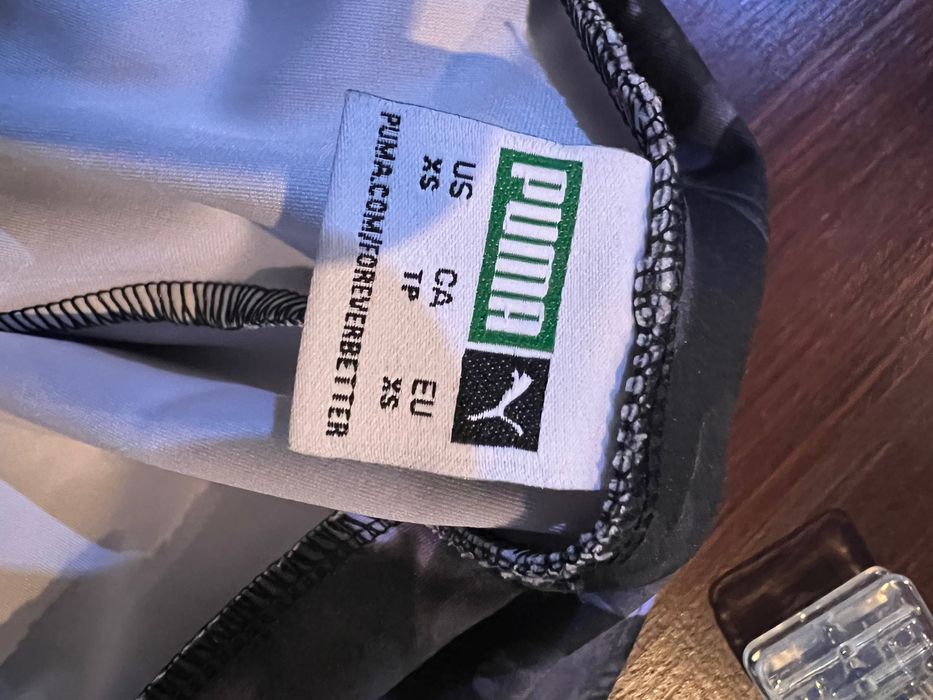 PUMA
US CA EU
XS TP XS
PUMA.COM/FOREVERBETTER